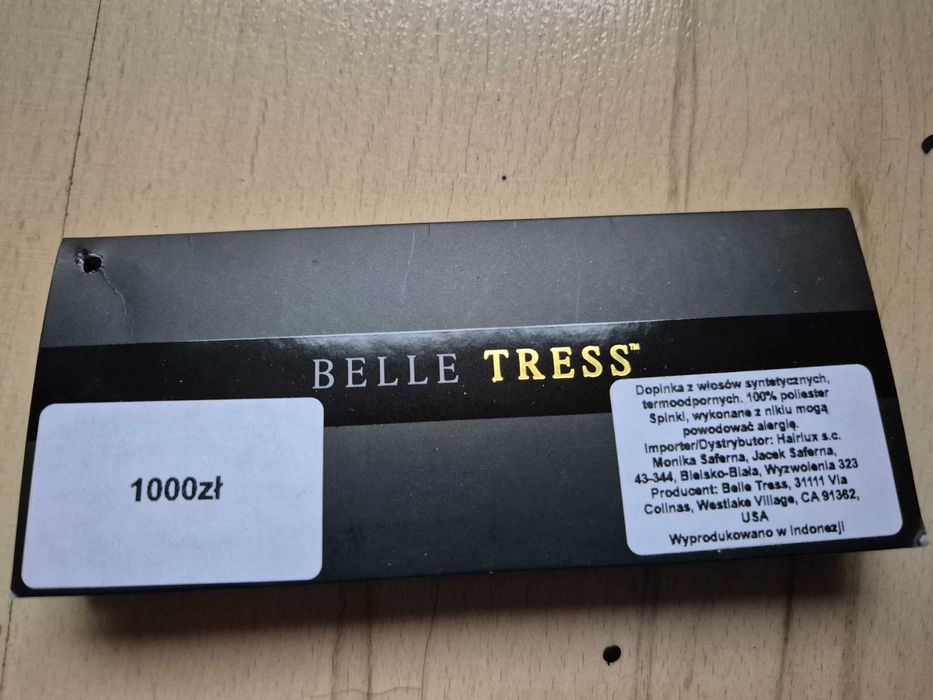 BELLE TRESS™
1000zł
Dopinka z włosów syntetycznych,
termoodpornych. 100% poliester
Spinki, wykonane z niklu mogą
powodować alergię.
Importer/Dystrybutor: Hairlux s.c.
Monika Saferna, Jacek Saferna,
43-344, Bielsko-Biała, Wyzwolenia 323
Producent: Belle Tress, 31111 Via
Colinas, Westlake Village, CA 91362,
USA
Wyprodukowano w Indonezji